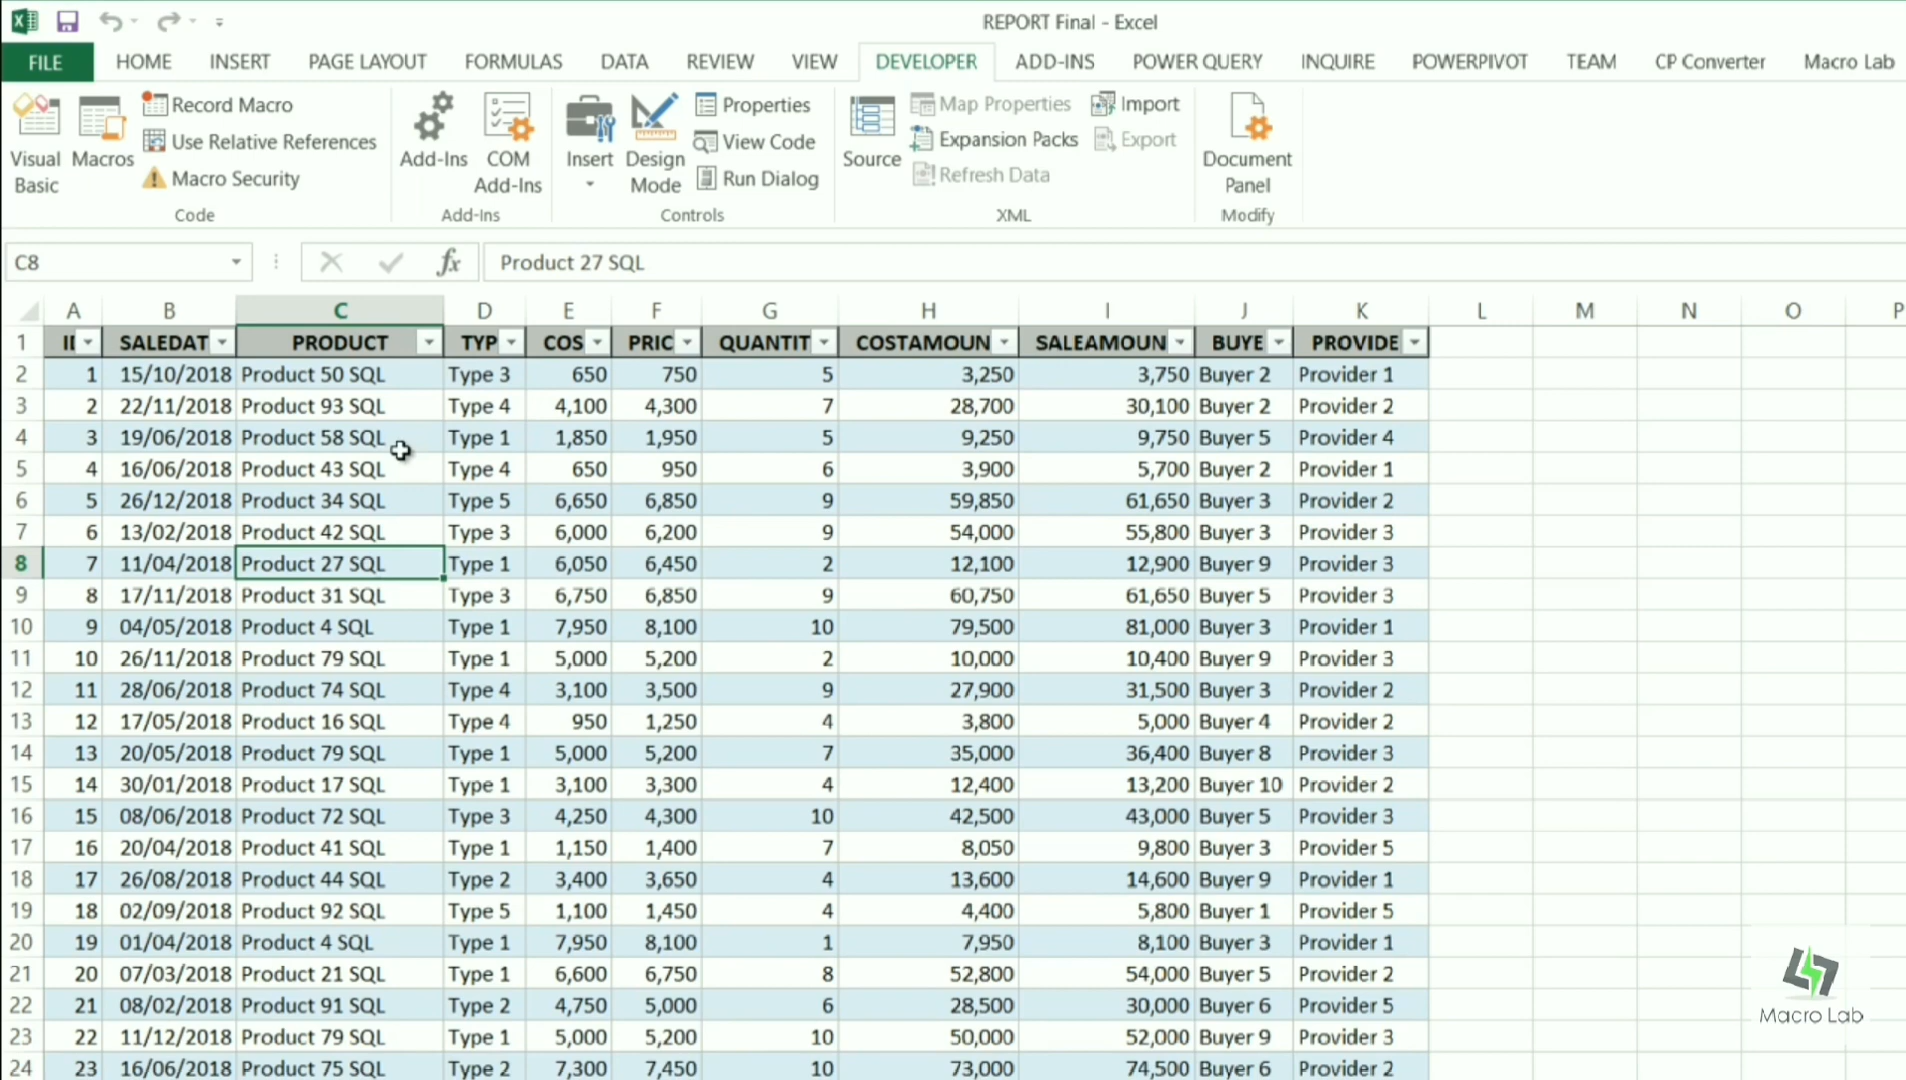 REPORT Final - Excel
FILE HOME INSERT PAGE LAYOUT FORMULAS DATA REVIEW VIEW DEVELOPER ADD-INS POWER QUERY INQUIRE POWERPIVOT TEAM CP Converter Macro Lab
Visual Basic
Macros
Record Macro
Use Relative References
Macro Security
Code
Add-Ins
COM Add-Ins
Add-Ins
Insert
Design Mode
Properties
View Code
Run Dialog
Controls
Source
Map Properties
Expansion Packs
Refresh Data
Import
Export
XML
Document Panel
Modify
C8 fx Product 27 SQL
A B C D E F G H I J K L M N O P
1 SALEDAT PRODUCT TYP COS PRIC QUANTIT COSTAMOUN SALEAMOUN BUYE PROVIDE
2 1 15/10/2018 Product 50 SQL Type 3 650 750 5 3,250 3,750 Buyer 2 Provider 1
3 2 22/11/2018 Product 93 SQL Type 4 4,100 4,300 7 28,700 30,100 Buyer 2 Provider 2
4 3 19/06/2018 Product 58 SQL Type 1 1,850 1,950 5 9,250 9,750 Buyer 5 Provider 4
5 4 16/06/2018 Product 43 SQL Type 4 650 950 6 3,900 5,700 Buyer 2 Provider 1
6 5 26/12/2018 Product 34 SQL Type 5 6,650 6,850 9 59,850 61,650 Buyer 3 Provider 2
7 6 13/02/2018 Product 42 SQL Type 3 6,000 6,200 9 54,000 55,800 Buyer 3 Provider 3
8 7 11/04/2018 Product 27 SQL Type 1 6,050 6,450 2 12,100 12,900 Buyer 9 Provider 3
9 8 17/11/2018 Product 31 SQL Type 3 6,750 6,850 9 60,750 61,650 Buyer 5 Provider 3
10 9 04/05/2018 Product 4 SQL Type 1 7,950 8,100 10 79,500 81,000 Buyer 3 Provider 1
11 10 26/11/2018 Product 79 SQL Type 1 5,000 5,200 2 10,000 10,400 Buyer 9 Provider 3
12 11 28/06/2018 Product 74 SQL Type 4 3,100 3,500 9 27,900 31,500 Buyer 3 Provider 2
13 12 17/05/2018 Product 16 SQL Type 4 950 1,250 4 3,800 5,000 Buyer 4 Provider 2
14 13 20/05/2018 Product 79 SQL Type 1 5,000 5,200 7 35,000 36,400 Buyer 8 Provider 3
15 14 30/01/2018 Product 17 SQL Type 1 3,100 3,300 4 12,400 13,200 Buyer 10 Provider 2
16 15 08/06/2018 Product 72 SQL Type 3 4,250 4,300 10 42,500 43,000 Buyer 5 Provider 3
17 16 20/04/2018 Product 41 SQL Type 1 1,150 1,400 7 8,050 9,800 Buyer 3 Provider 5
18 17 26/08/2018 Product 44 SQL Type 2 3,400 3,650 4 13,600 14,600 Buyer 9 Provider 1
19 18 02/09/2018 Product 92 SQL Type 5 1,100 1,450 4 4,400 5,800 Buyer 1 Provider 5
20 19 01/04/2018 Product 4 SQL Type 1 7,950 8,100 1 7,950 8,100 Buyer 3 Provider 1
21 20 07/03/2018 Product 21 SQL Type 1 6,600 6,750 8 52,800 54,000 Buyer 5 Provider 2
22 21 08/02/2018 Product 91 SQL Type 2 4,750 5,000 6 28,500 30,000 Buyer 6 Provider 5
23 22 11/12/2018 Product 79 SQL Type 1 5,000 5,200 10 50,000 52,000 Buyer 9 Provider 3
24 23 16/06/2018 Product 75 SQL Type 2 7,300 7,450 10 73,000 74,500 Buyer 6 Provider 2
Macro Lab